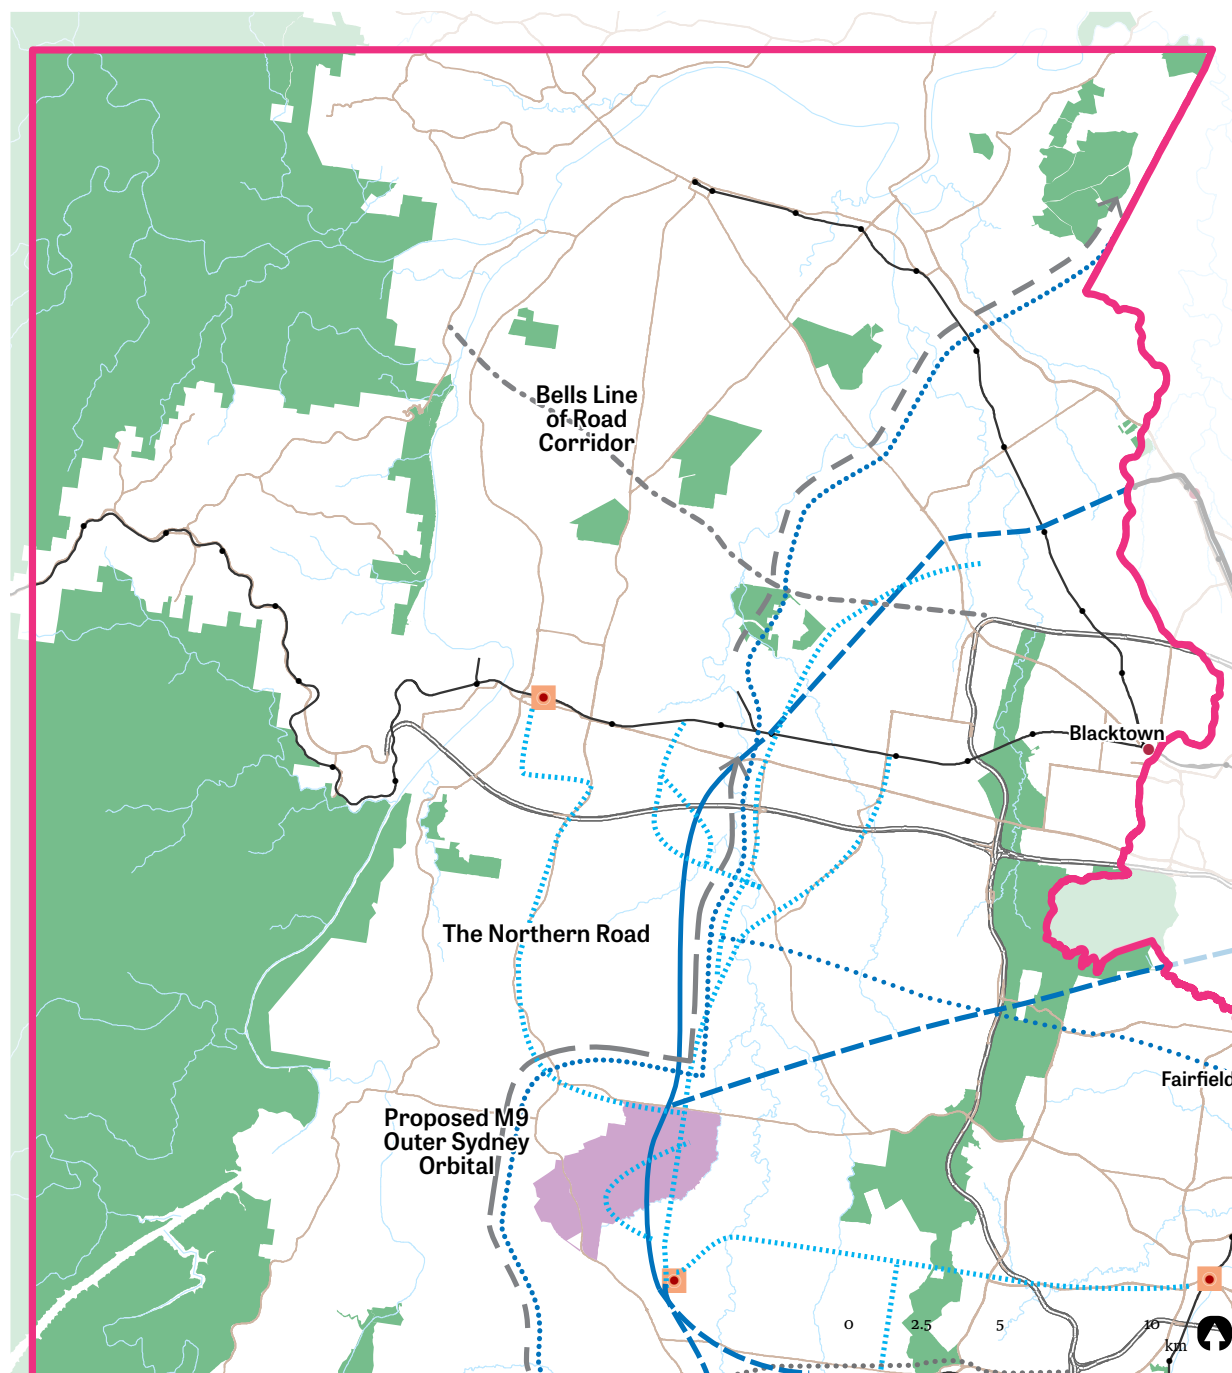 Bells Line
of Road
Corridor
Blacktown
The Northern Road
Fairfield
Proposed M9
Outer Sydney
Orbital
0 2.5 5 10
km